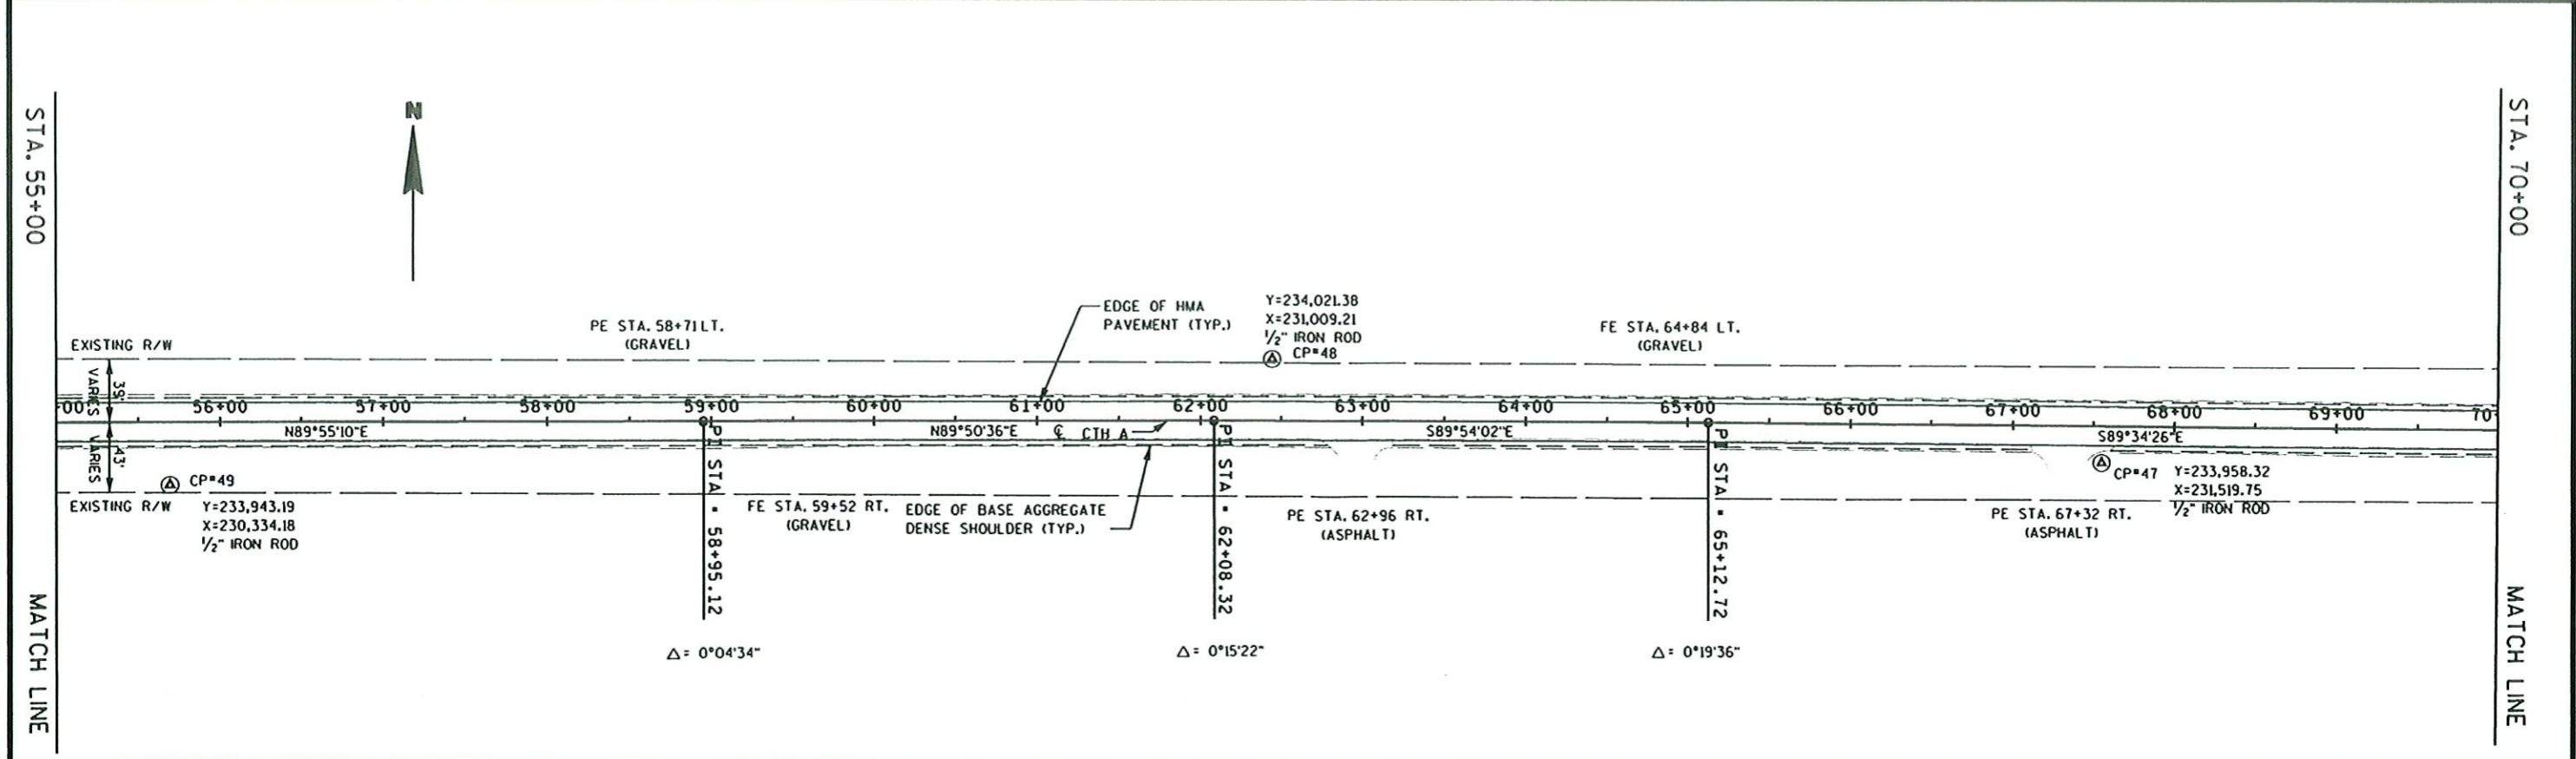 STA. 55+00
MATCH LINE
N
PE STA. 58+71 LT.
(GRAVEL)
EDGE OF HMA
PAVEMENT (TYP.)
Y=234,021.38
X=231,009.21
1/2" IRON ROD
CP#48
FE STA. 64+84 LT.
(GRAVEL)
EXISTING R/W
39'
VARIES
43'
VARIES
+00 56+00 57+00 58+00 59+00 60+00 61+00 62+00 63+00 64+00 65+00 66+00 67+00 68+00 69+00 70+
N89°55'10"E
N89°50'36"E
℄ CTH A
S89°54'02"E
S89°34'26"E
CP#49
EXISTING R/W
Y=233,943.19
X=230,334.18
1/2" IRON ROD
PI STA = 58+95.12
FE STA. 59+52 RT.
(GRAVEL)
EDGE OF BASE AGGREGATE
DENSE SHOULDER (TYP.)
PI STA = 62+08.32
PE STA. 62+96 RT.
(ASPHALT)
PI STA = 65+12.72
PE STA. 67+32 RT.
(ASPHALT)
CP#47
Y=233,958.32
X=231,519.75
1/2" IRON ROD
Δ= 0°04'34"
Δ= 0°15'22"
Δ= 0°19'36"
STA. 70+00
MATCH LINE